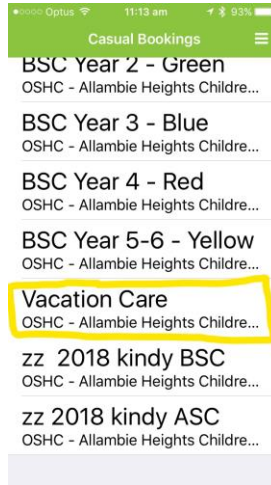 Optus 11:13 am 93%
Casual Bookings
BSC Year 2 - Green
OSHC - Allambie Heights Childre...
BSC Year 3 - Blue
OSHC - Allambie Heights Childre...
BSC Year 4 - Red
OSHC - Allambie Heights Childre...
BSC Year 5-6 - Yellow
OSHC - Allambie Heights Childre...
Vacation Care
OSHC - Allambie Heights Childre...
zz 2018 kindy BSC
OSHC - Allambie Heights Childre...
zz 2018 kindy ASC
OSHC - Allambie Heights Childre...